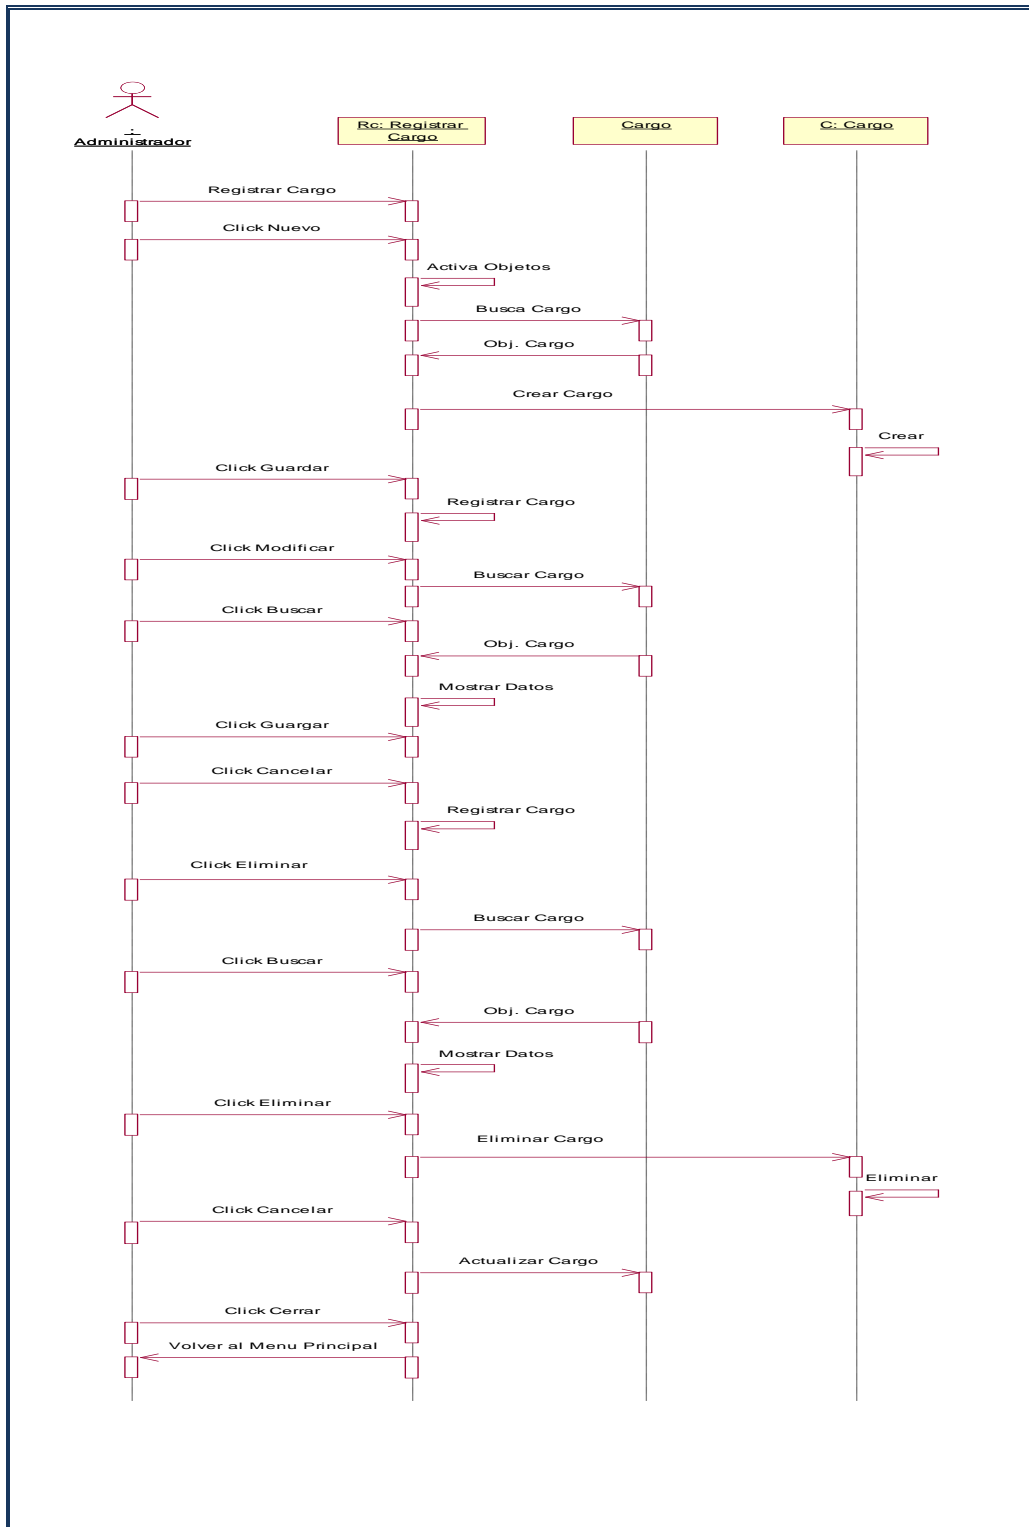 :
Administrador
Rc: Registrar
Cargo
Cargo
C: Cargo
Registrar Cargo
Click Nuevo
Activa Objetos
Busca Cargo
Obj. Cargo
Crear Cargo
Crear
Click Guardar
Registrar Cargo
Click Modificar
Buscar Cargo
Click Buscar
Obj. Cargo
Mostrar Datos
Click Guargar
Click Cancelar
Registrar Cargo
Click Eliminar
Buscar Cargo
Click Buscar
Obj. Cargo
Mostrar Datos
Click Eliminar
Eliminar Cargo
Eliminar
Click Cancelar
Actualizar Cargo
Click Cerrar
Volver al Menu Principal